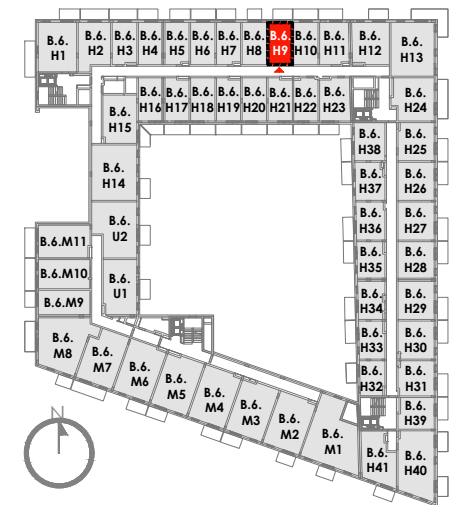 B.6.
H1
B.6.
H2
B.6.
H3
B.6.
H4
B.6.
H5
B.6.
H6
B.6.
H7
B.6.
H8
B.6.
H9
B.6.
H10
B.6.
H11
B.6.
H12
B.6.
H13
B.6.
H15
B.6.
H16
B.6.
H17
B.6.
H18
B.6.
H19
B.6.
H20
B.6.
H21
B.6.
H22
B.6.
H23
B.6.
H24
B.6.
H38
B.6.
H25
B.6.
H14
B.6.
H37
B.6.
H26
B.6.
U2
B.6.
H36
B.6.
H27
B.6.M11
B.6.
H35
B.6.
H28
B.6.M10
B.6.
U1
B.6.
H34
B.6.
H29
B.6.M9
B.6.
M8
B.6.
M7
B.6.
M6
B.6.
M5
B.6.
M4
B.6.
M3
B.6.
M2
B.6.
M1
B.6.
H33
B.6.
H30
B.6.
H32
B.6.
H31
B.6.
H39
B.6.
H41
B.6.
H40
N